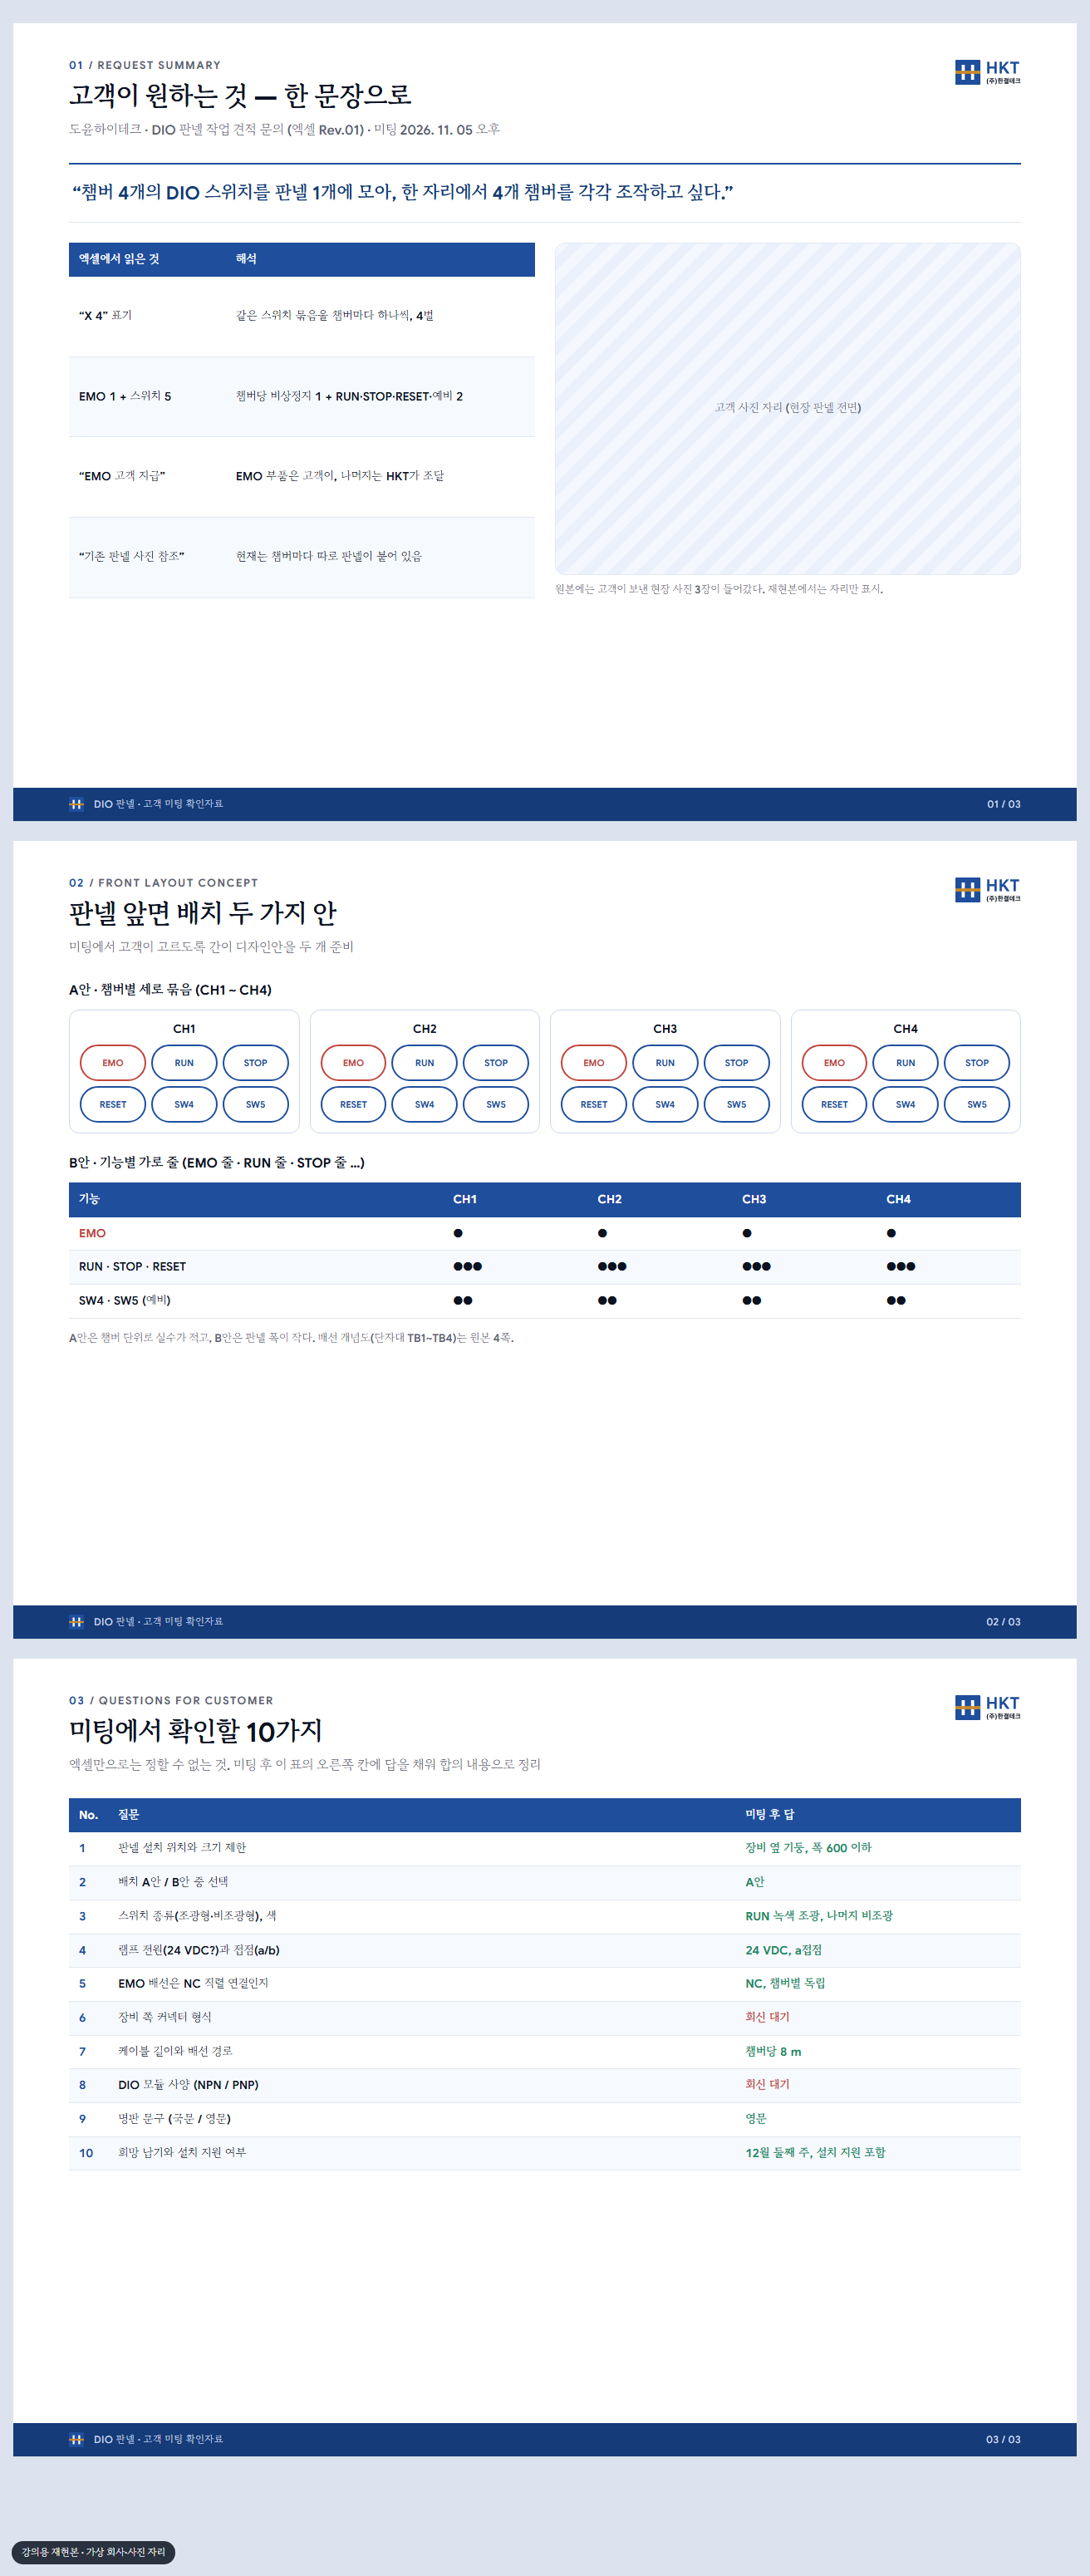 01 / REQUEST SUMMARY
HKT
(주)한결테크
고객이 원하는 것 — 한 문장으로
도윤하이테크 · DIO 판넬 작업 견적 문의 (엑셀 Rev.01) · 미팅 2026. 11. 05 오후
“챔버 4개의 DIO 스위치를 판넬 1개에 모아, 한 자리에서 4개 챔버를 각각 조작하고 싶다.”
엑셀에서 읽은 것 해석
“X 4” 표기 같은 스위치 묶음을 챔버마다 하나씩, 4벌
EMO 1 + 스위치 5 챔버당 비상정지 1 + RUN·STOP·RESET·예비 2
“EMO 고객 지급” EMO 부품은 고객이, 나머지는 HKT가 조달
“기존 판넬 사진 참조” 현재는 챔버마다 따로 판넬이 붙어 있음
고객 사진 자리 (현장 판넬 전면)
원본에는 고객이 보낸 현장 사진 3장이 들어갔다. 재현본에서는 자리만 표시.
DIO 판넬 · 고객 미팅 확인자료 01 / 03
02 / FRONT LAYOUT CONCEPT
HKT
(주)한결테크
판넬 앞면 배치 두 가지 안
미팅에서 고객이 고르도록 간이 디자인안을 두 개 준비
A안 · 챔버별 세로 묶음 (CH1 ~ CH4)
CH1 CH2 CH3 CH4
EMO RUN STOP EMO RUN STOP EMO RUN STOP EMO RUN STOP
RESET SW4 SW5 RESET SW4 SW5 RESET SW4 SW5 RESET SW4 SW5
B안 · 기능별 가로 줄 (EMO 줄 · RUN 줄 · STOP 줄 …)
기능 CH1 CH2 CH3 CH4
EMO ● ● ● ●
RUN · STOP · RESET ●●● ●●● ●●● ●●●
SW4 · SW5 (예비) ●● ●● ●● ●●
A안은 챔버 단위로 실수가 적고, B안은 판넬 폭이 작다. 배선 개념도(단자대 TB1~TB4)는 원본 4쪽.
DIO 판넬 · 고객 미팅 확인자료 02 / 03
03 / QUESTIONS FOR CUSTOMER
HKT
(주)한결테크
미팅에서 확인할 10가지
엑셀만으로는 정할 수 없는 것. 미팅 후 이 표의 오른쪽 칸에 답을 채워 합의 내용으로 정리
No. 질문 미팅 후 답
1 판넬 설치 위치와 크기 제한 장비 옆 기둥, 폭 600 이하
2 배치 A안 / B안 중 선택 A안
3 스위치 종류(조광형·비조광형), 색 RUN 녹색 조광, 나머지 비조광
4 램프 전원(24 VDC?)과 접점(a/b) 24 VDC, a접점
5 EMO 배선은 NC 직렬 연결인지 NC, 챔버별 독립
6 장비 쪽 커넥터 형식 회신 대기
7 케이블 길이와 배선 경로 챔버당 8 m
8 DIO 모듈 사양 (NPN / PNP) 회신 대기
9 명판 문구 (국문 / 영문) 영문
10 희망 납기와 설치 지원 여부 12월 둘째 주, 설치 지원 포함
DIO 판넬 · 고객 미팅 확인자료 03 / 03
강의용 재현본 · 가상 회사·사진 자리